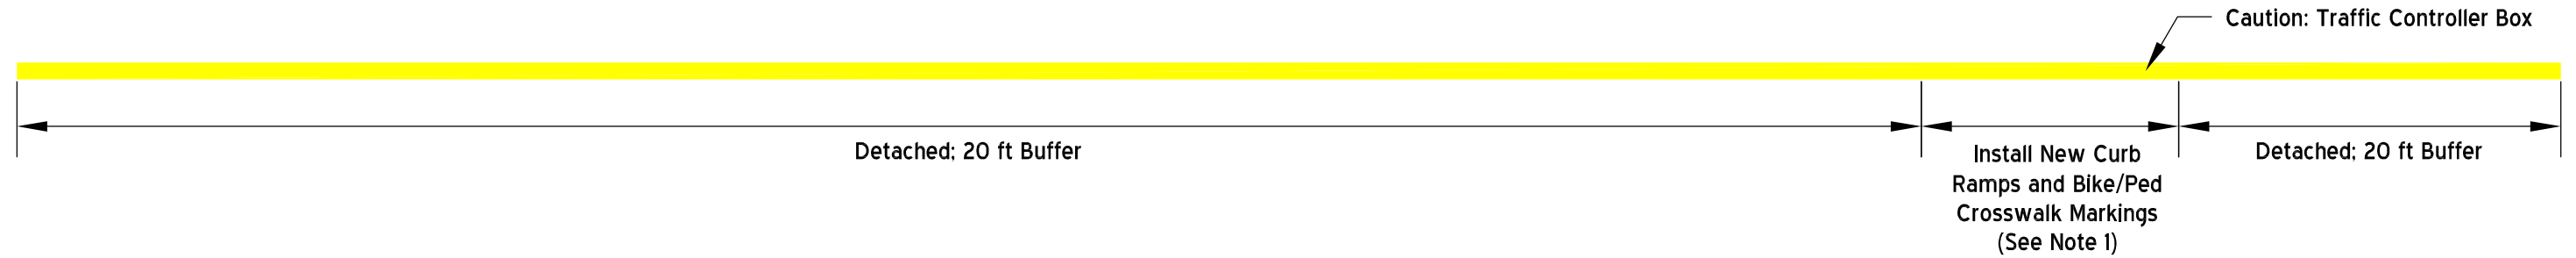 Caution: Traffic Controller Box
Detached; 20 ft Buffer
Install New Curb
Ramps and Bike/Ped
Crosswalk Markings
(See Note 1)
Detached; 20 ft Buffer